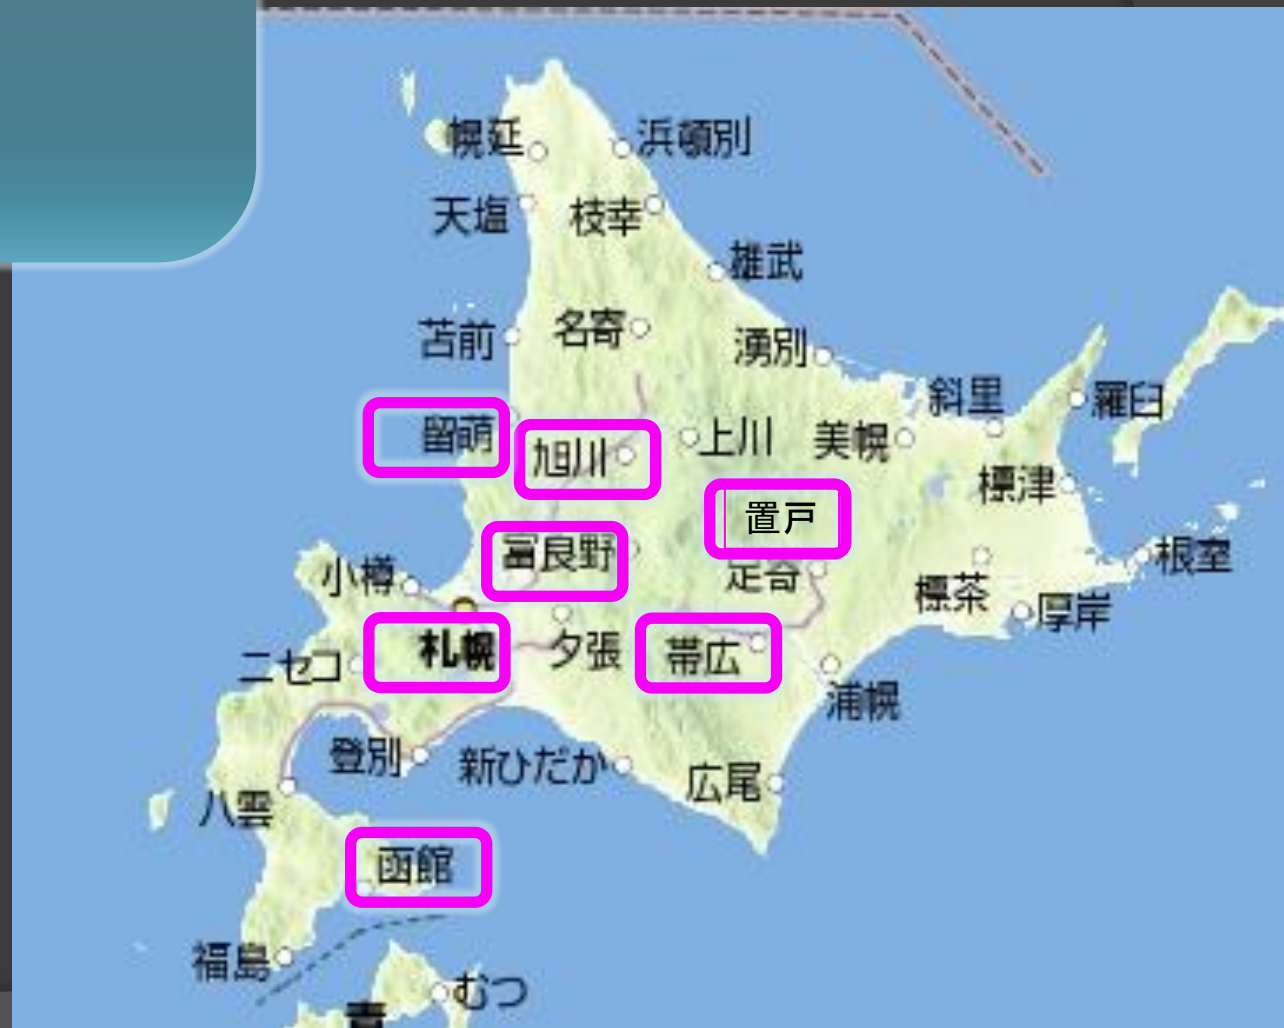 幌延
浜頓別
天塩
枝幸
雄武
苫前
名寄
湧別
斜里
羅臼
留萌
旭川
上川
美幌
標津
置戸
富良野
足寄
根室
小樽
標茶
厚岸
札幌
夕張
帯広
ニセコ
浦幌
登別
新ひだか
広尾
八雲
函館
福島
むつ